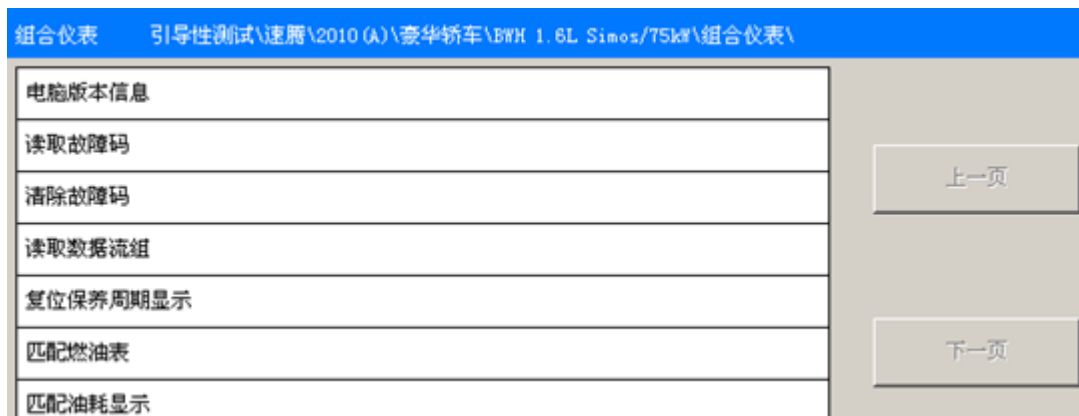 组合仪表 引导性测试\速腾\2010(A)\豪华轿车\BWH 1.6L Simos/75kW\组合仪表\
电脑版本信息
读取故障码
清除故障码
读取数据流组
复位保养周期显示
匹配燃油表
匹配油耗显示
上一页
下一页